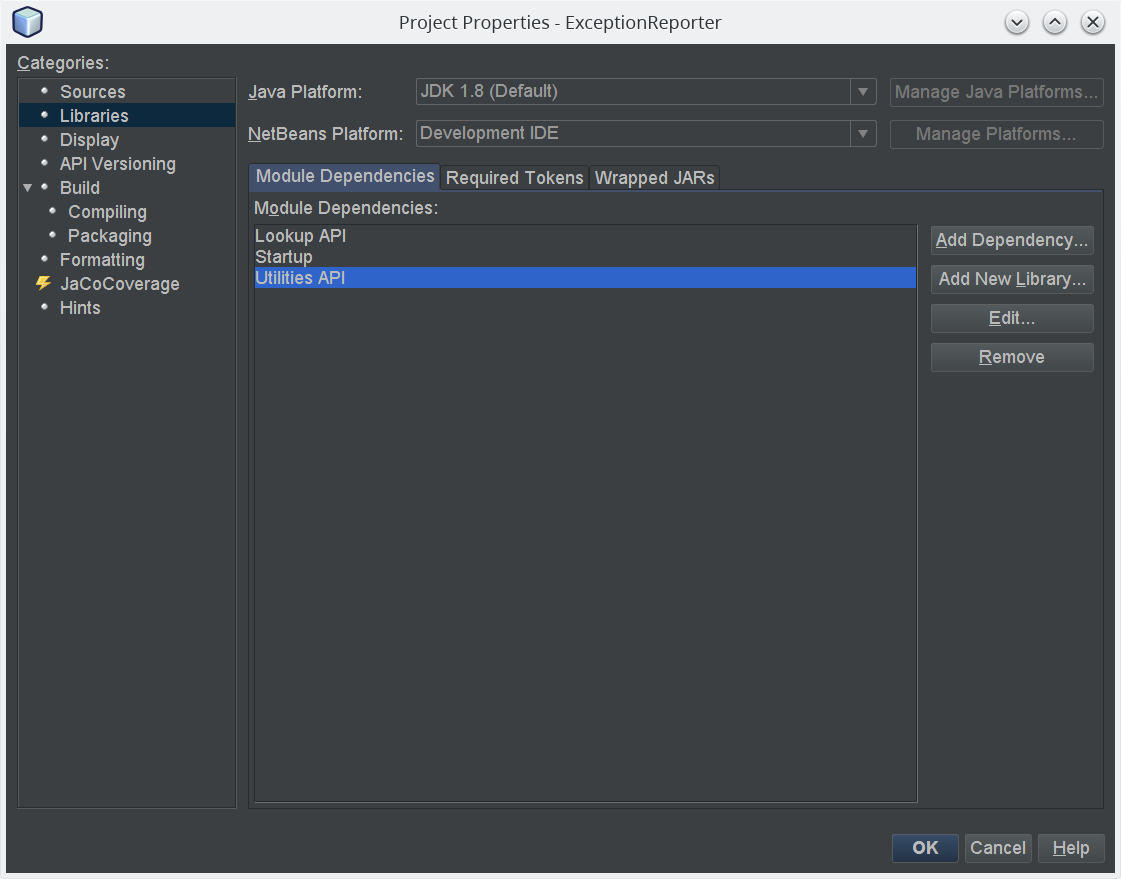 Project Properties - ExceptionReporter
Categories:
Sources
Libraries
Display
API Versioning
Build
Compiling
Packaging
Formatting
JaCoCoverage
Hints
Java Platform: JDK 1.8 (Default) Manage Java Platforms...
NetBeans Platform: Development IDE Manage Platforms...
Module Dependencies Required Tokens Wrapped JARs
Module Dependencies:
Lookup API
Startup
Utilities API
Add Dependency...
Add New Library...
Edit...
Remove
OK Cancel Help